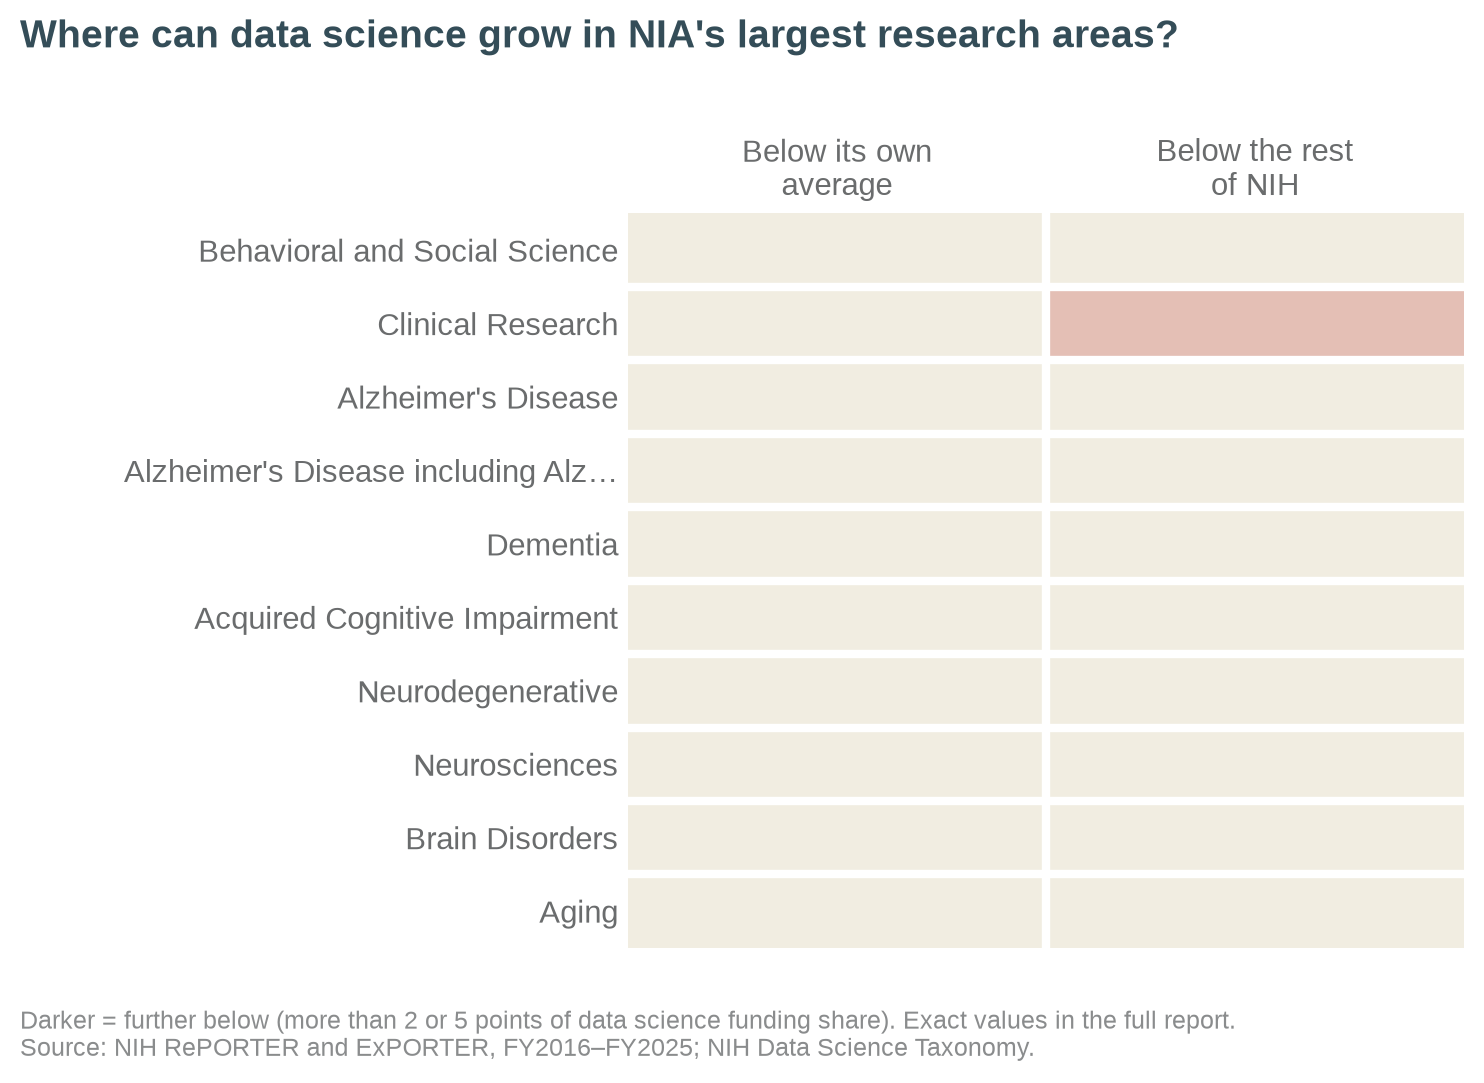 Where can data science grow in NIA's largest research areas?
Below its own
average
Below the rest
of NIH
Behavioral and Social Science
Clinical Research
Alzheimer's Disease
Alzheimer's Disease including Alz…
Dementia
Acquired Cognitive Impairment
Neurodegenerative
Neurosciences
Brain Disorders
Aging
Darker = further below (more than 2 or 5 points of data science funding share). Exact values in the full report.
Source: NIH RePORTER and ExPORTER, FY2016–FY2025; NIH Data Science Taxonomy.